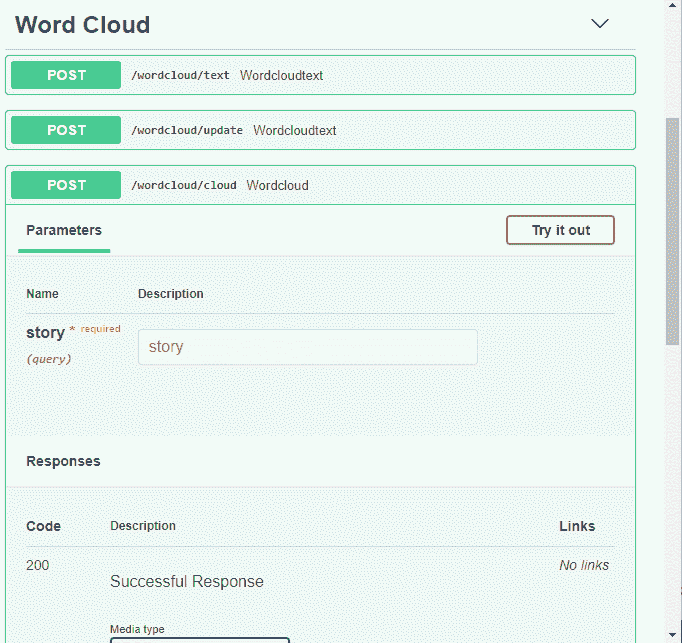 Word Cloud
POST /wordcloud/text Wordcloudtext
POST /wordcloud/update Wordcloudtext
POST /wordcloud/cloud Wordcloud
Parameters Try it out
Name Description
story * required story
(query)
Responses
Code Description Links
200 Successful Response No links
Media type